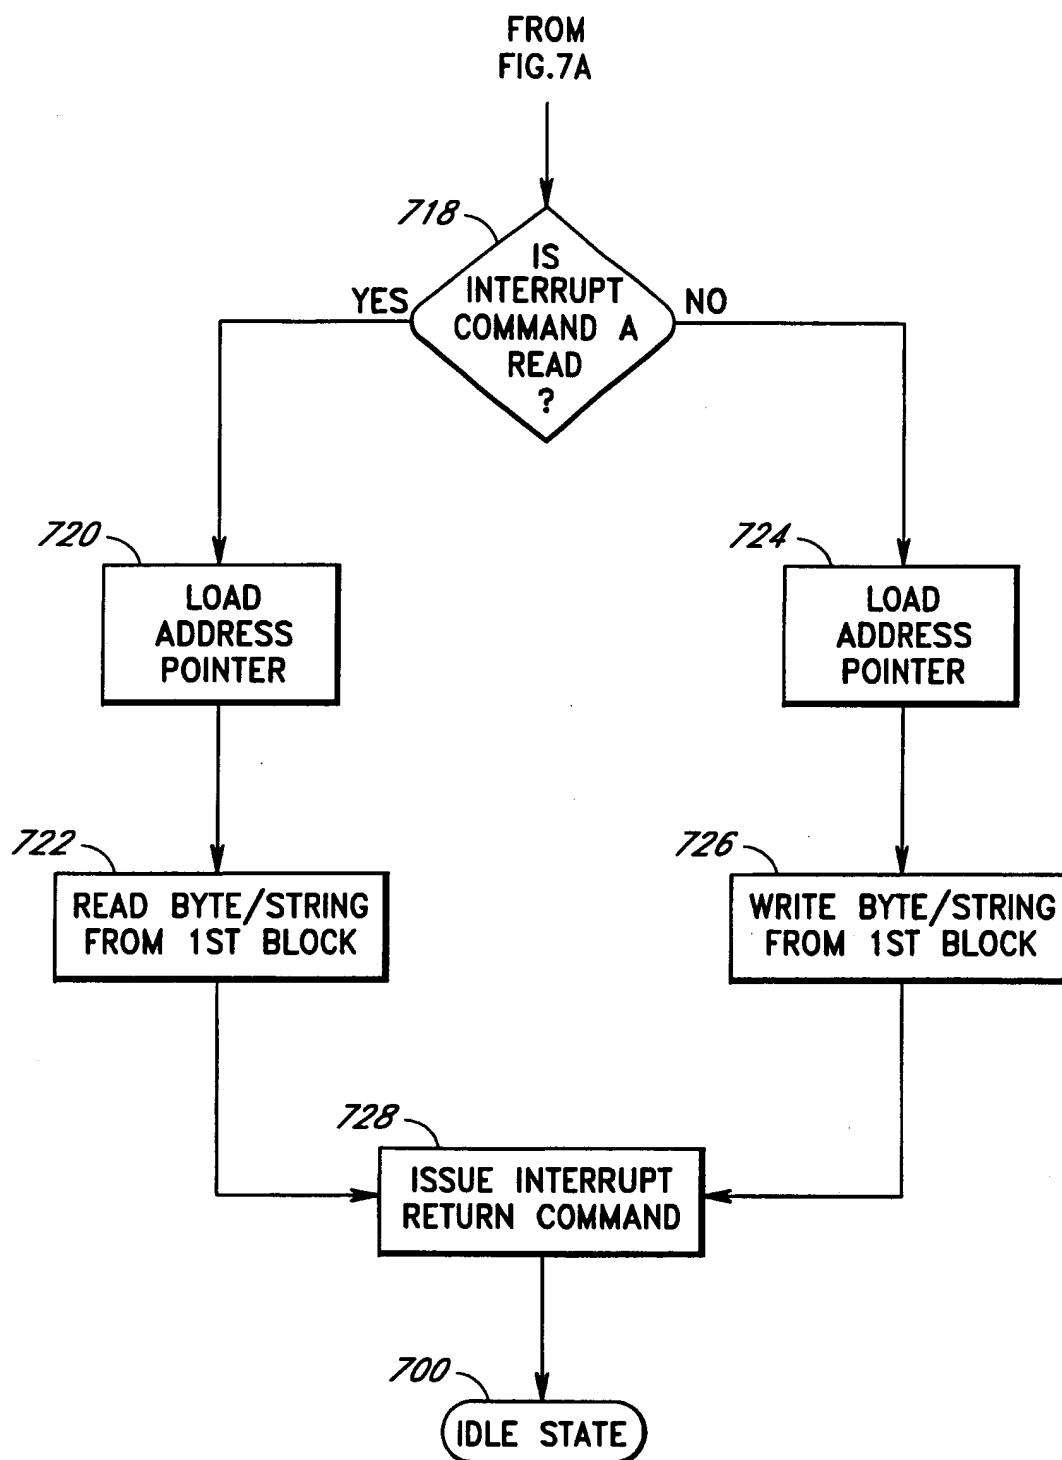 FROM
FIG.7A
718
IS
INTERRUPT
COMMAND A
READ
?
YES
NO
720
LOAD
ADDRESS
POINTER
724
LOAD
ADDRESS
POINTER
722
READ BYTE/STRING
FROM 1ST BLOCK
726
WRITE BYTE/STRING
FROM 1ST BLOCK
728
ISSUE INTERRUPT
RETURN COMMAND
700
IDLE STATE